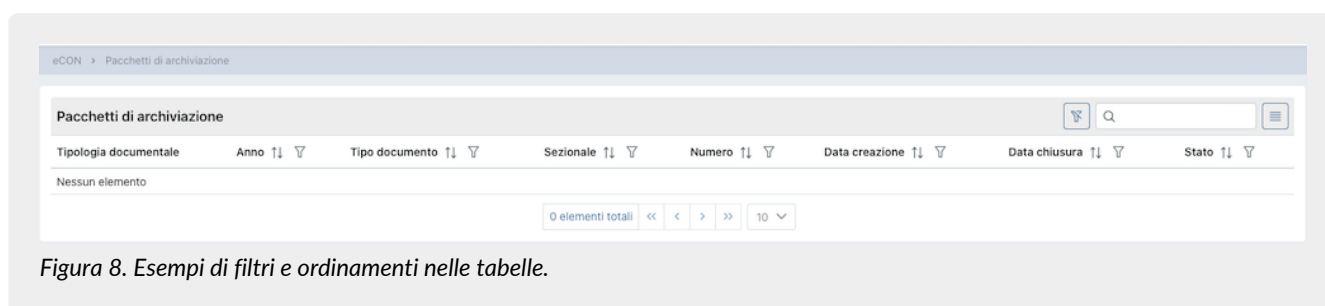 eCON > Pacchetti di archiviazione
Pacchetti di archiviazione
Tipologia documentale Anno Tipo documento Sezionale Numero Data creazione Data chiusura Stato
Nessun elemento
0 elementi totali << < > >> 10
Figura 8. Esempi di filtri e ordinamenti nelle tabelle.